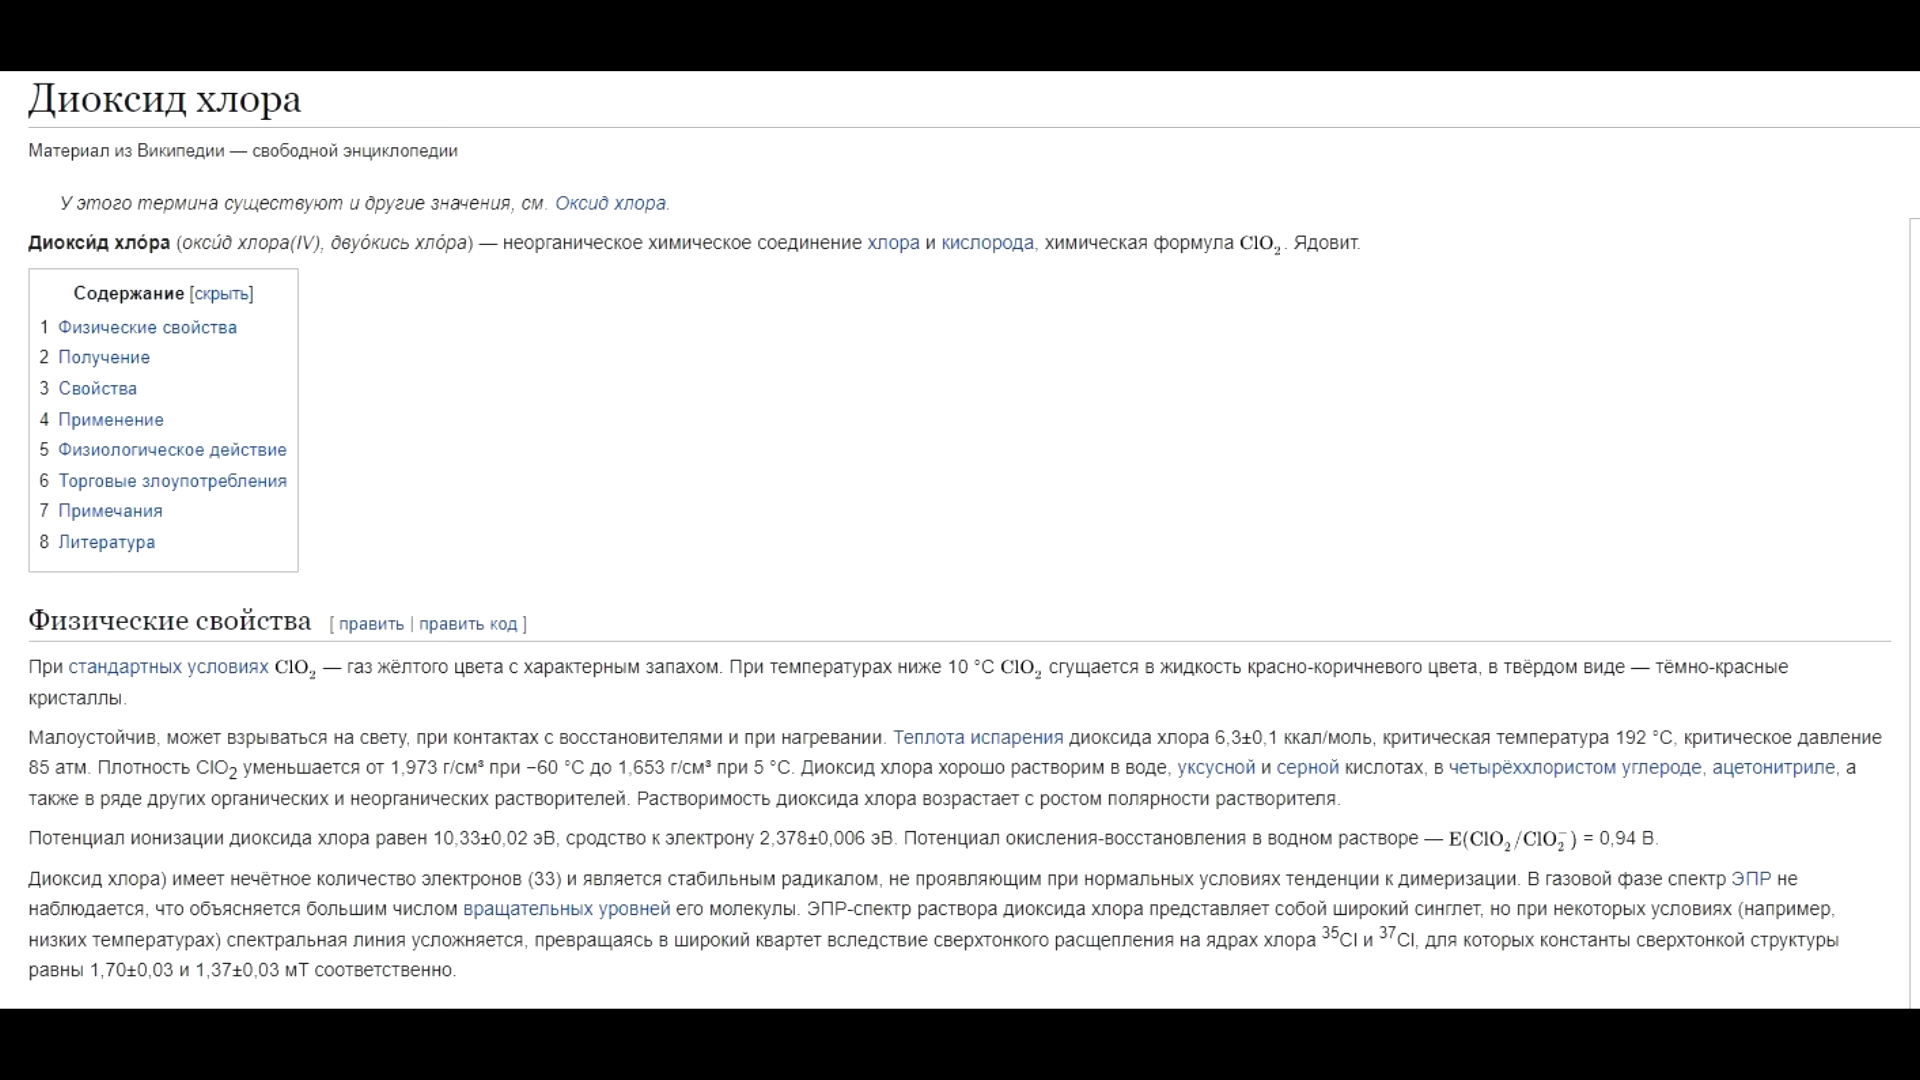 Диоксид хлора
Материал из Википедии — свободной энциклопедии
У этого термина существуют и другие значения, см. Оксид хлора.
Диокси́д хло́ра (окси́д хлора(IV), двуо́кись хло́ра) — неорганическое химическое соединение хлора и кислорода, химическая формула ClO₂. Ядовит.
Содержание [скрыть]
1 Физические свойства
2 Получение
3 Свойства
4 Применение
5 Физиологическое действие
6 Торговые злоупотребления
7 Примечания
8 Литература
Физические свойства [ править | править код ]
При стандартных условиях ClO₂ — газ жёлтого цвета с характерным запахом. При температурах ниже 10 °C ClO₂ сгущается в жидкость красно-коричневого цвета, в твёрдом виде — тёмно-красные
кристаллы.
Малоустойчив, может взрываться на свету, при контактах с восстановителями и при нагревании. Теплота испарения диоксида хлора 6,3±0,1 ккал/моль, критическая температура 192 °C, критическое давление
85 атм. Плотность ClO₂ уменьшается от 1,973 г/см³ при −60 °C до 1,653 г/см³ при 5 °C. Диоксид хлора хорошо растворим в воде, уксусной и серной кислотах, в четырёххлористом углероде, ацетонитриле, а
также в ряде других органических и неорганических растворителей. Растворимость диоксида хлора возрастает с ростом полярности растворителя.
Потенциал ионизации диоксида хлора равен 10,33±0,02 эВ, сродство к электрону 2,378±0,006 эВ. Потенциал окисления-восстановления в водном растворе — E(ClO₂/ClO₂⁻) = 0,94 В.
Диоксид хлора) имеет нечётное количество электронов (33) и является стабильным радикалом, не проявляющим при нормальных условиях тенденции к димеризации. В газовой фазе спектр ЭПР не
наблюдается, что объясняется большим числом вращательных уровней его молекулы. ЭПР-спектр раствора диоксида хлора представляет собой широкий синглет, но при некоторых условиях (например,
низких температурах) спектральная линия усложняется, превращаясь в широкий квартет вследствие сверхтонкого расщепления на ядрах хлора ³⁵Cl и ³⁷Cl, для которых константы сверхтонкой структуры
равны 1,70±0,03 и 1,37±0,03 мТ соответственно.